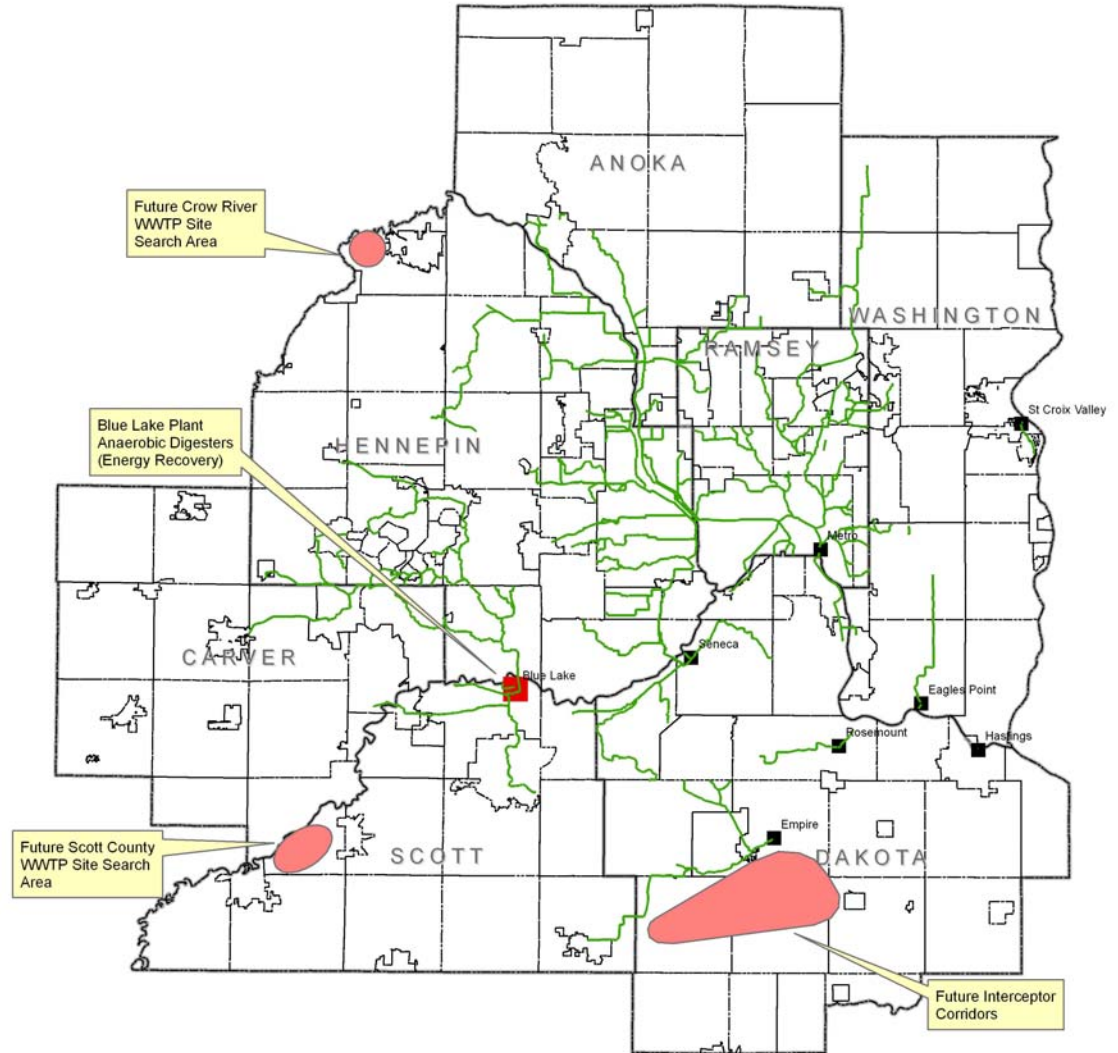 ANOKA
Future Crow River
WWTP Site
Search Area
WASHINGTON
RAMSEY
St Croix Valley
Blue Lake Plant
Anaerobic Digesters
(Energy Recovery)
HENNEPIN
Metro
CARVER
Seneca
Blue Lake
Eagles Point
Rosemount
Hastings
Future Scott County
WWTP Site Search
Area
SCOTT
Empire
DAKOTA
Future Interceptor
Corridors